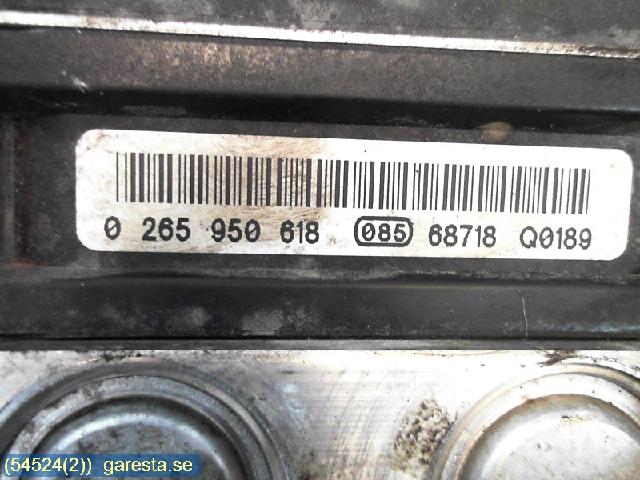 0 265 950 618 085 68718 Q0189
(54524(2)) garesta.se